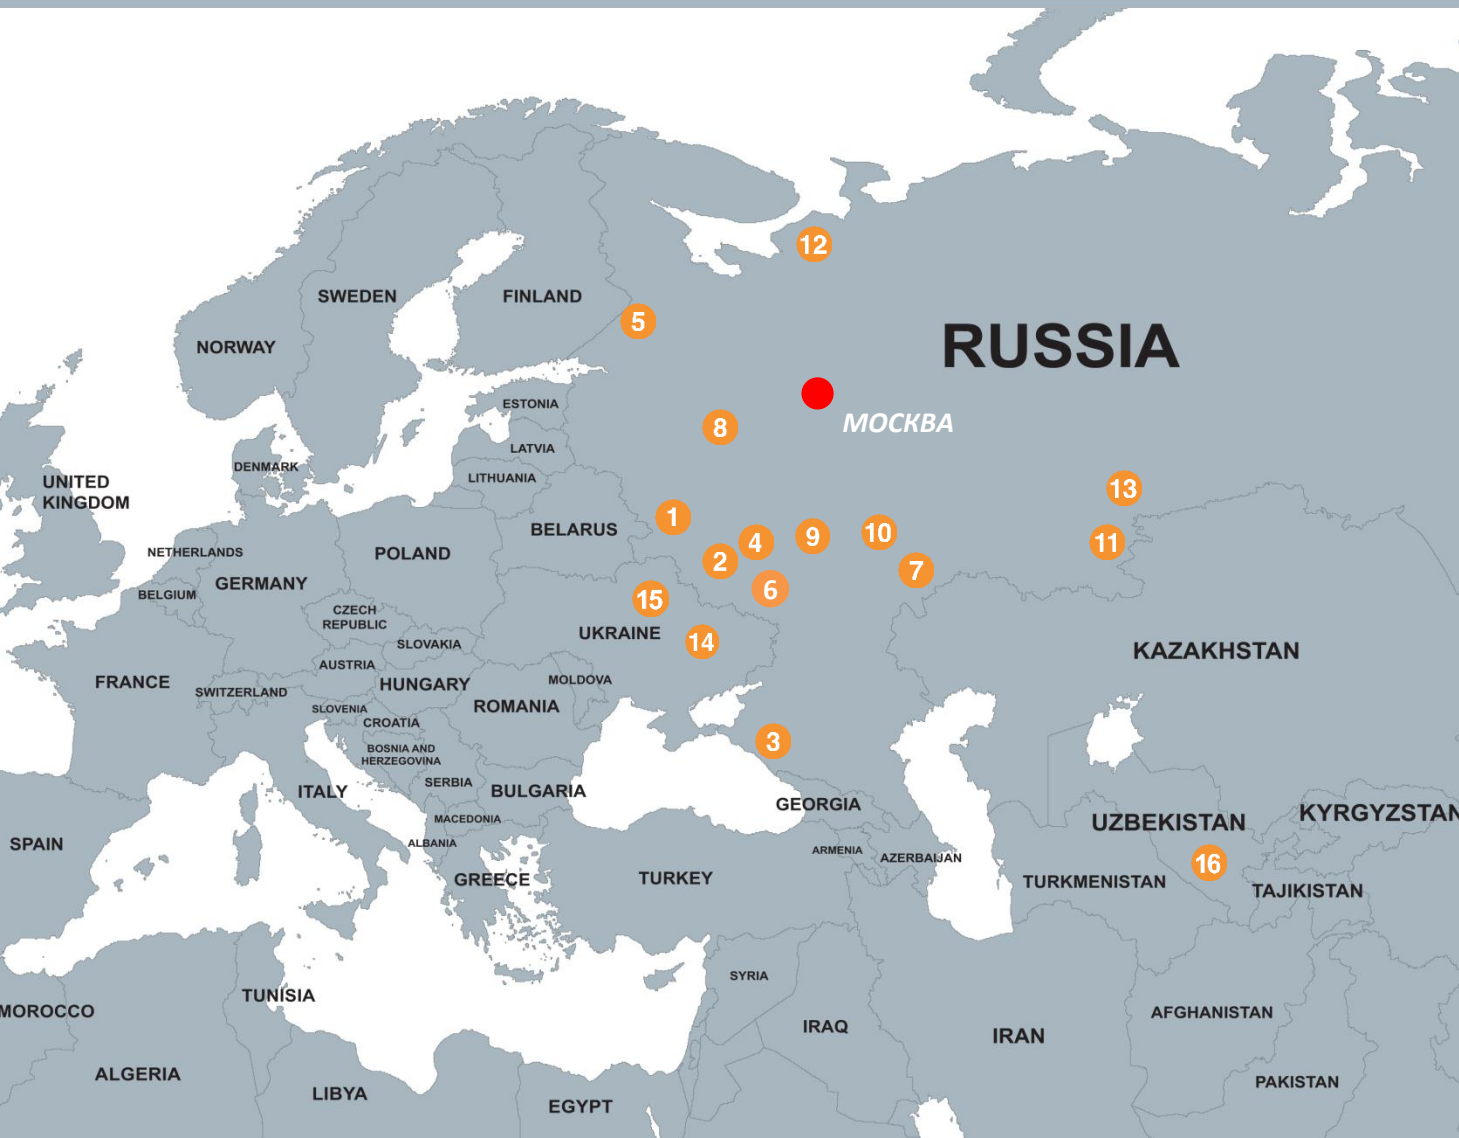 12
SWEDEN
FINLAND
5
NORWAY
RUSSIA
МОСКВА
ESTONIA
8
LATVIA
DENMARK
LITHUANIA
UNITED
KINGDOM
13
1
BELARUS
4
9
10
11
NETHERLANDS
POLAND
2
7
GERMANY
BELGIUM
6
15
CZECH
REPUBLIC
UKRAINE
14
SLOVAKIA
KAZAKHSTAN
AUSTRIA
FRANCE
SWITZERLAND
HUNGARY
MOLDOVA
SLOVENIA
ROMANIA
CROATIA
3
BOSNIA AND
HERZEGOVINA
SERBIA
ITALY
BULGARIA
GEORGIA
MACEDONIA
UZBEKISTAN
KYRGYZSTAN
SPAIN
ALBANIA
ARMENIA
AZERBAIJAN
16
GREECE
TURKEY
TURKMENISTAN
TAJIKISTAN
SYRIA
TUNISIA
MOROCCO
IRAQ
AFGHANISTAN
IRAN
ALGERIA
PAKISTAN
LIBYA
EGYPT